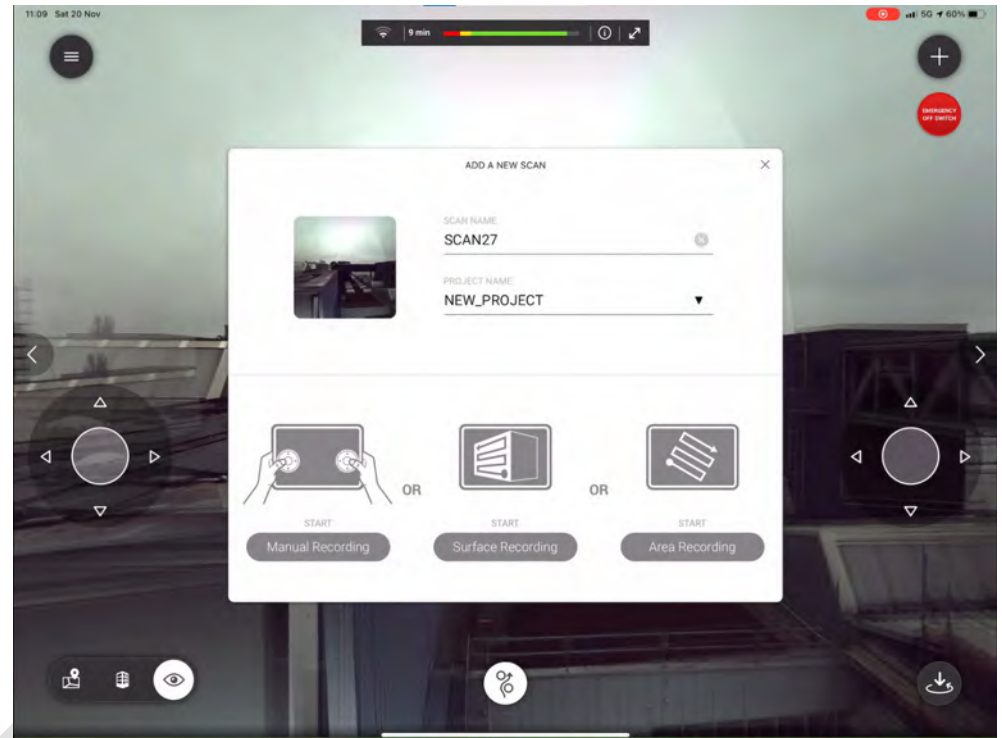 11:09 Sat 20 Nov
5G 60%
9 min
EMERGENCY
OFF SWITCH
ADD A NEW SCAN
SCAN NAME
SCAN27
PROJECT NAME
NEW_PROJECT
OR
OR
START
START
START
Manual Recording
Surface Recording
Area Recording